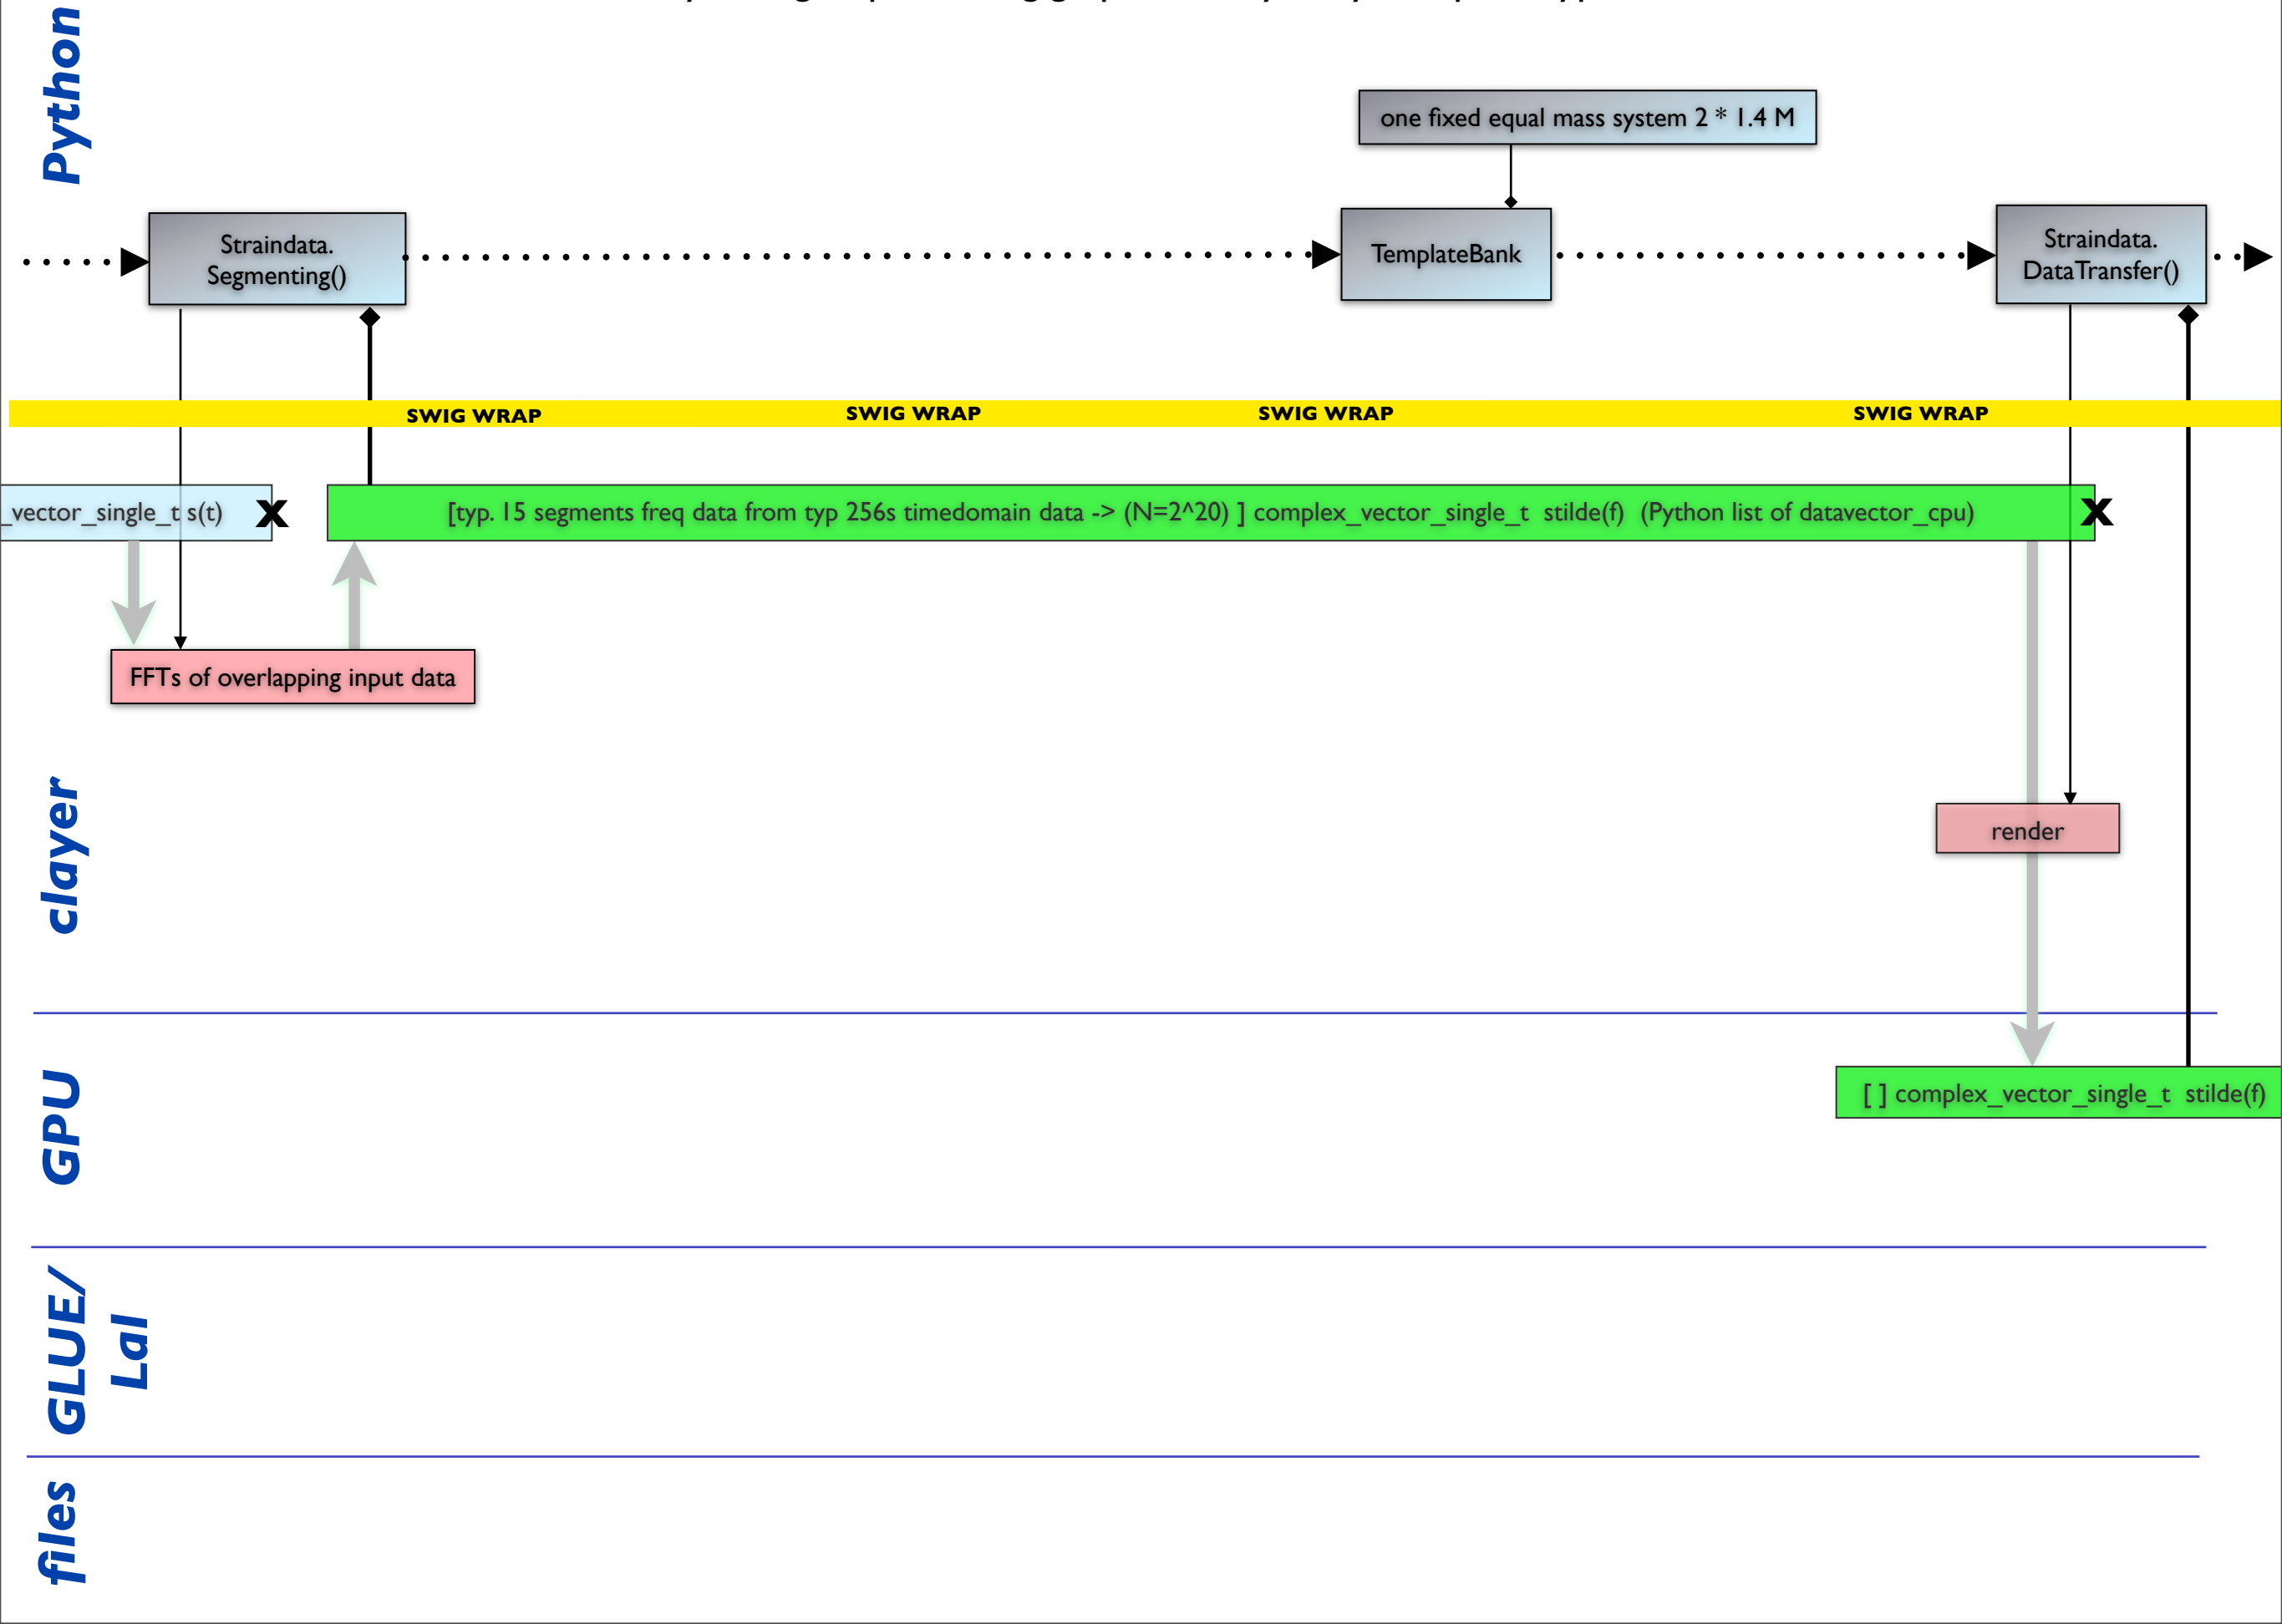 Python
one fixed equal mass system 2 * 1.4 M
Straindata.
Segmenting()
TemplateBank
Straindata.
DataTransfer()
SWIG WRAP
SWIG WRAP
SWIG WRAP
SWIG WRAP
_vector_single_t s(t)
X
[typ. 15 segments freq data from typ 256s timedomain data -> (N=2^20) ] complex_vector_single_t stilde(f) (Python list of datavector_cpu)
X
FFTs of overlapping input data
clayer
render
GPU
[ ] complex_vector_single_t stilde(f)
GLUE/
Lal
files